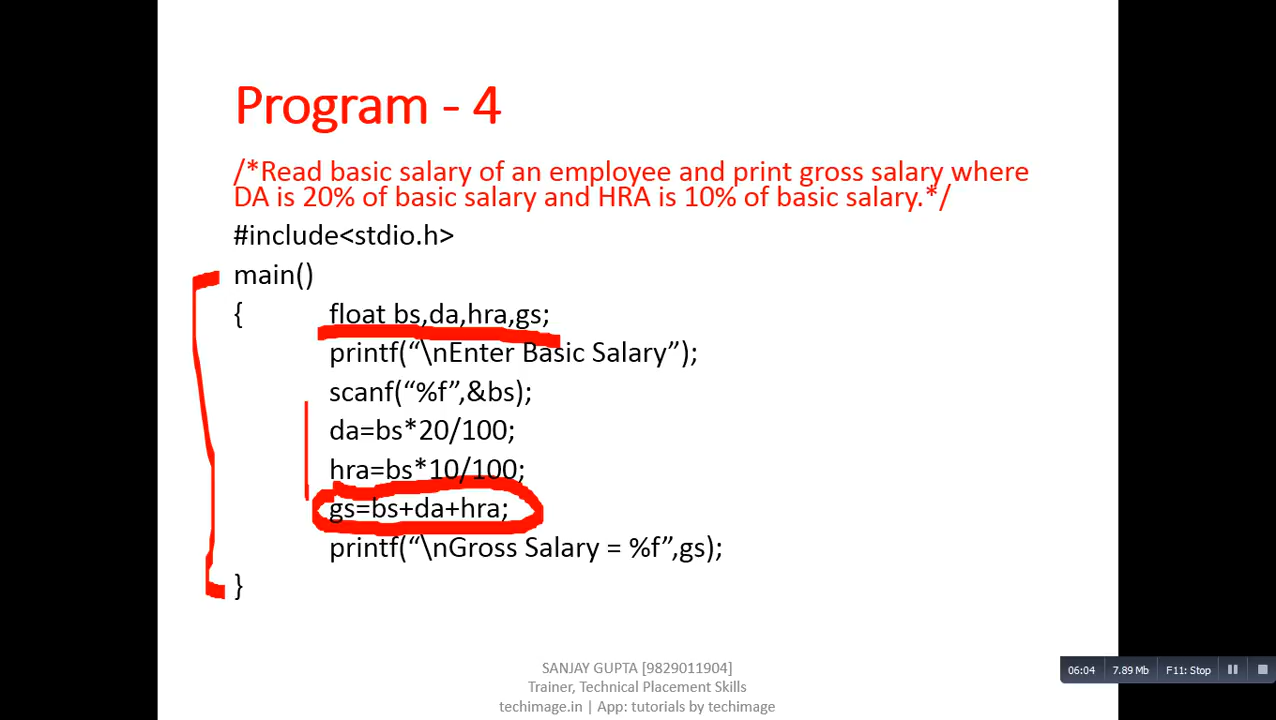 Program - 4
/*Read basic salary of an employee and print gross salary where
DA is 20% of basic salary and HRA is 10% of basic salary.*/
#include<stdio.h>
main()
{ float bs,da,hra,gs;
printf(“\nEnter Basic Salary”);
scanf(“%f”,&bs);
da=bs*20/100;
hra=bs*10/100;
gs=bs+da+hra;
printf(“\nGross Salary = %f”,gs);
}
SANJAY GUPTA [9829011904]
Trainer, Technical Placement Skills
techimage.in | App: tutorials by techimage
06:04 7.89 Mb F11: Stop